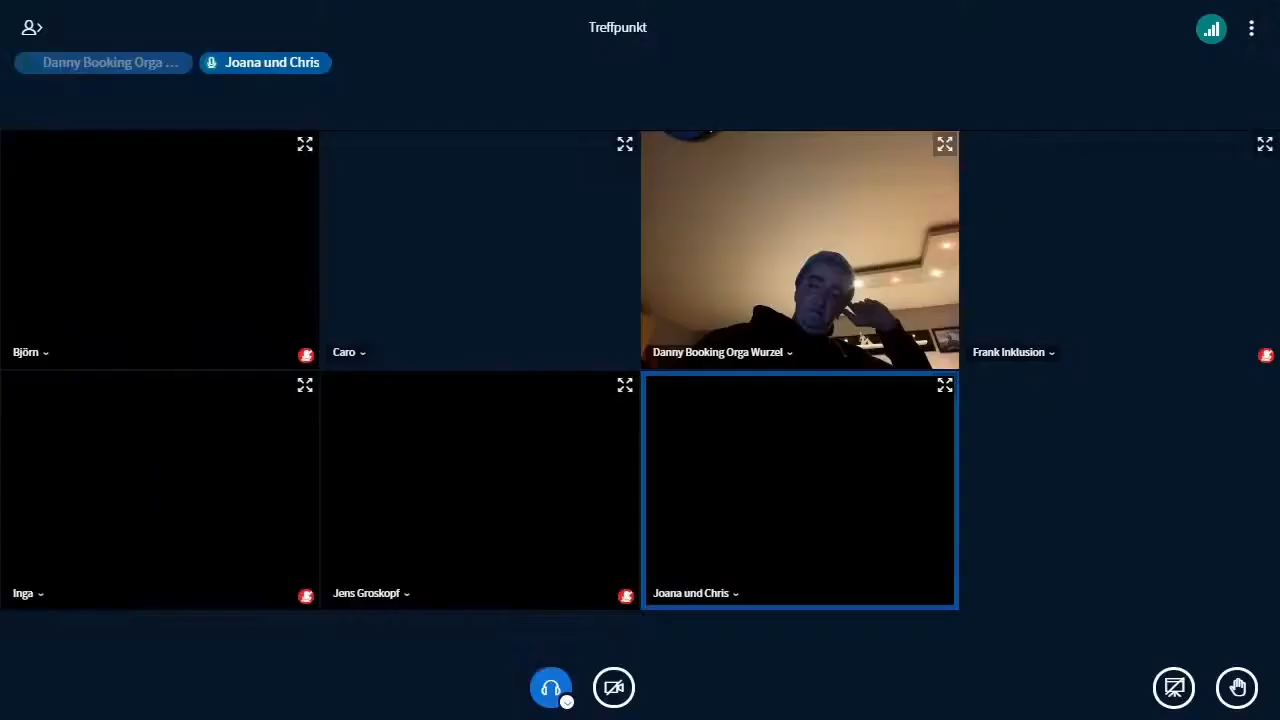 Treffpunkt
Danny Booking Orga ...
Joana und Chris
Björn
Caro
Danny Booking Orga Wurzel
Frank Inklusion
Inga
Jens Groskopf
Joana und Chris